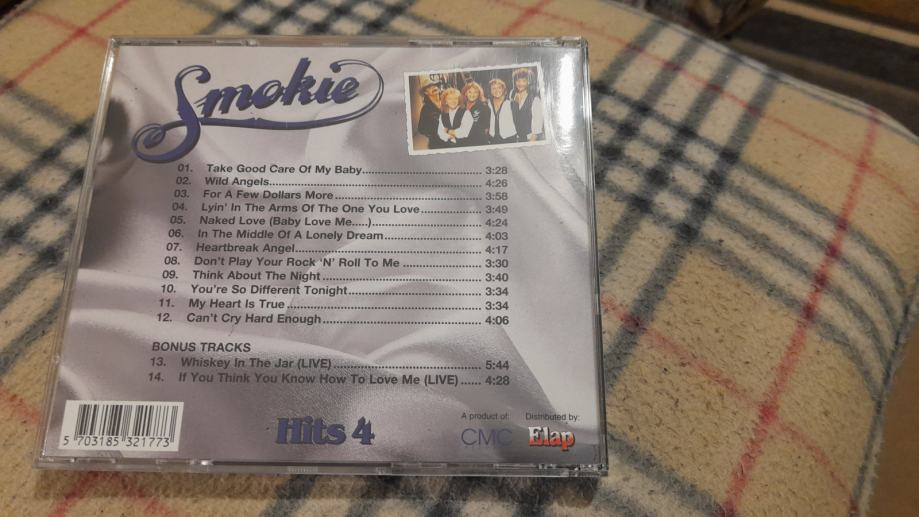 Smokie
01. Take Good Care Of My Baby.......... 3:28
02. Wild Angels.......... 4:26
03. For A Few Dollars More.......... 3:58
04. Lyin' In The Arms Of The One You Love.......... 3:49
05. Naked Love (Baby Love Me.....).......... 4:24
06. In The Middle Of A Lonely Dream.......... 4:03
07. Heartbreak Angel.......... 4:17
08. Don't Play Your Rock 'N' Roll To Me.......... 3:30
09. Think About The Night.......... 3:40
10. You're So Different Tonight.......... 3:34
11. My Heart Is True.......... 3:34
12. Can't Cry Hard Enough.......... 4:06
BONUS TRACKS
13. Whiskey In The Jar (LIVE).......... 5:44
14. If You Think You Know How To Love Me (LIVE)...... 4:28
5 703185 321773
Hits 4
A product of: Distributed by:
CMC Elap